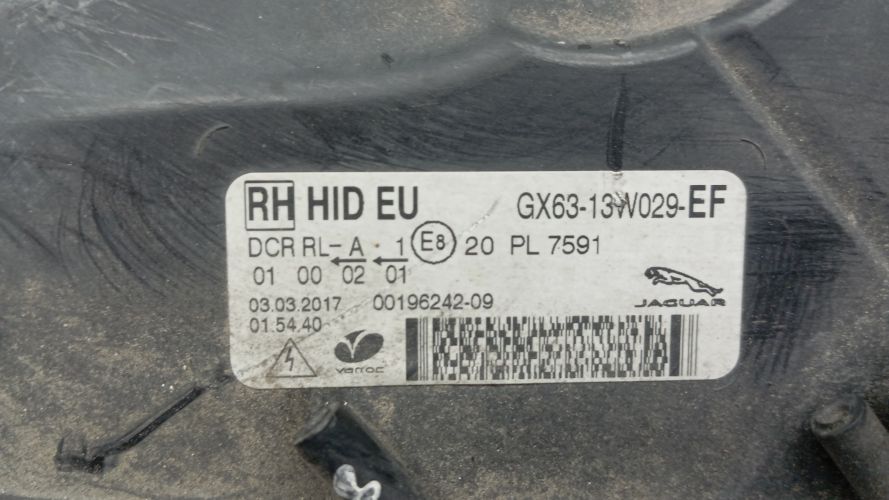 RH HID EU GX63-13W029-EF
DCR RL-A 1 E8 20 PL 7591
01 00 02 01
03.03.2017 00196242-09
01.54.40
JAGUAR
varroc